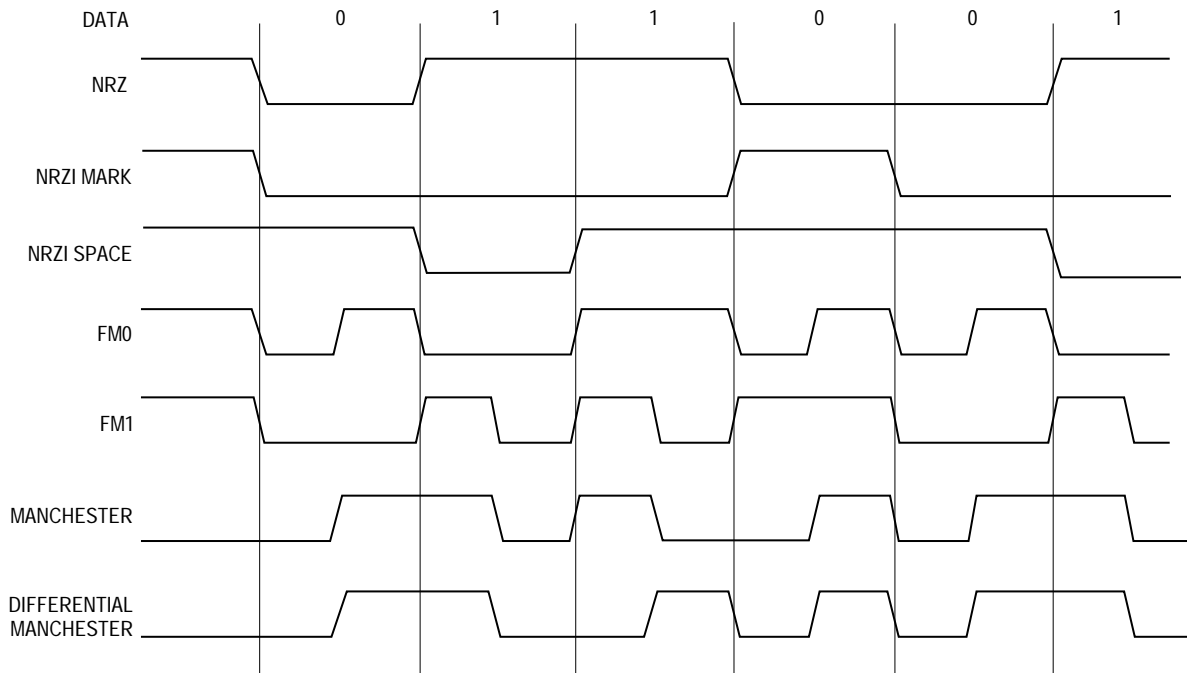 DATA 0 1 1 0 0 1
NRZ
NRZI MARK
NRZI SPACE
FM0
FM1
MANCHESTER
DIFFERENTIAL
MANCHESTER